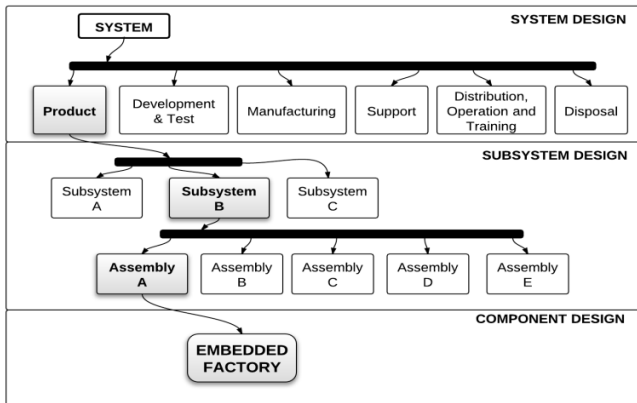 SYSTEM DESIGN
SYSTEM
Product
Development
& Test
Manufacturing
Support
Distribution,
Operation and
Training
Disposal
SUBSYSTEM DESIGN
Subsystem
A
Subsystem
B
Subsystem
C
Assembly
A
Assembly
B
Assembly
C
Assembly
D
Assembly
E
COMPONENT DESIGN
EMBEDDED
FACTORY